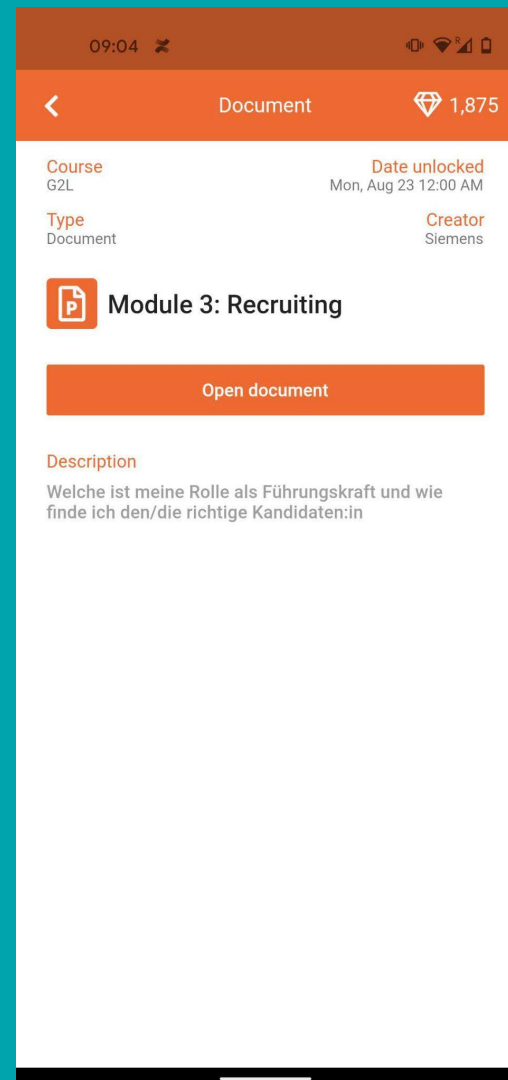 09:04
R
Document
1,875
Course
G2L
Date unlocked
Mon, Aug 23 12:00 AM
Type
Document
Creator
Siemens
P
Module 3: Recruiting
Open document
Description
Welche ist meine Rolle als Führungskraft und wie
finde ich den/die richtige Kandidaten:in